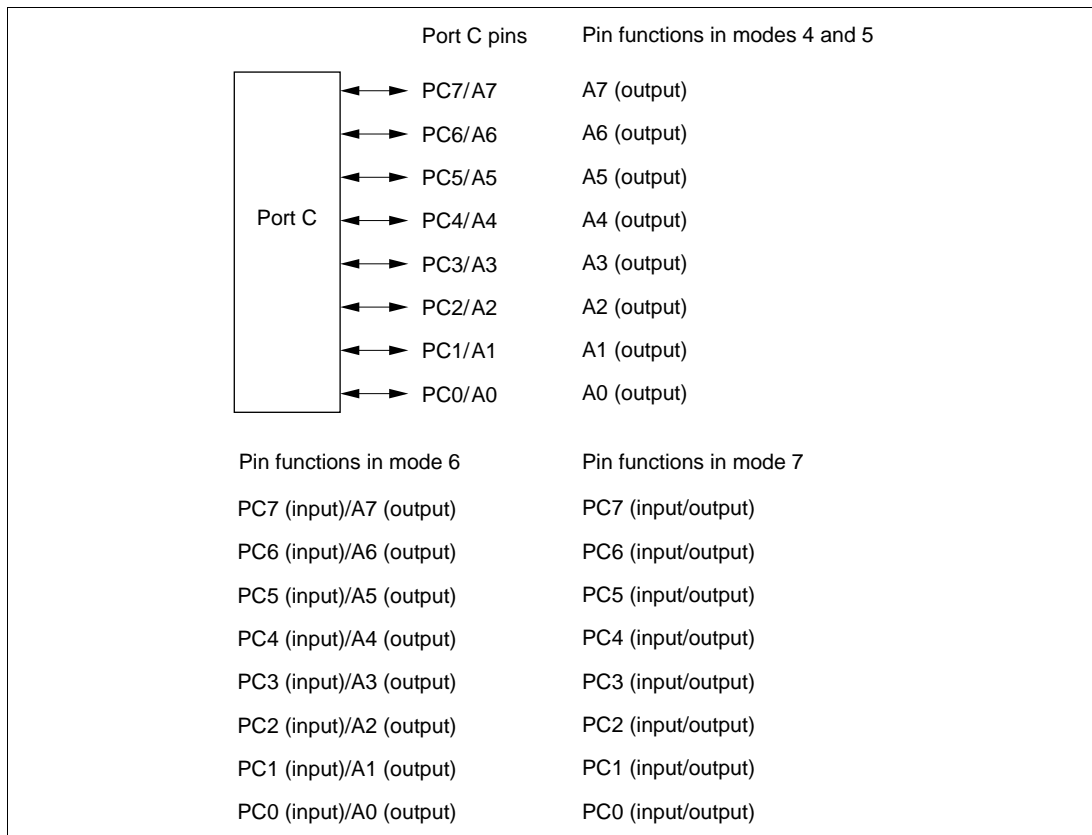 Port C pins Pin functions in modes 4 and 5
PC7/A7 A7 (output)
PC6/A6 A6 (output)
PC5/A5 A5 (output)
Port C PC4/A4 A4 (output)
PC3/A3 A3 (output)
PC2/A2 A2 (output)
PC1/A1 A1 (output)
PC0/A0 A0 (output)
Pin functions in mode 6 Pin functions in mode 7
PC7 (input)/A7 (output) PC7 (input/output)
PC6 (input)/A6 (output) PC6 (input/output)
PC5 (input)/A5 (output) PC5 (input/output)
PC4 (input)/A4 (output) PC4 (input/output)
PC3 (input)/A3 (output) PC3 (input/output)
PC2 (input)/A2 (output) PC2 (input/output)
PC1 (input)/A1 (output) PC1 (input/output)
PC0 (input)/A0 (output) PC0 (input/output)